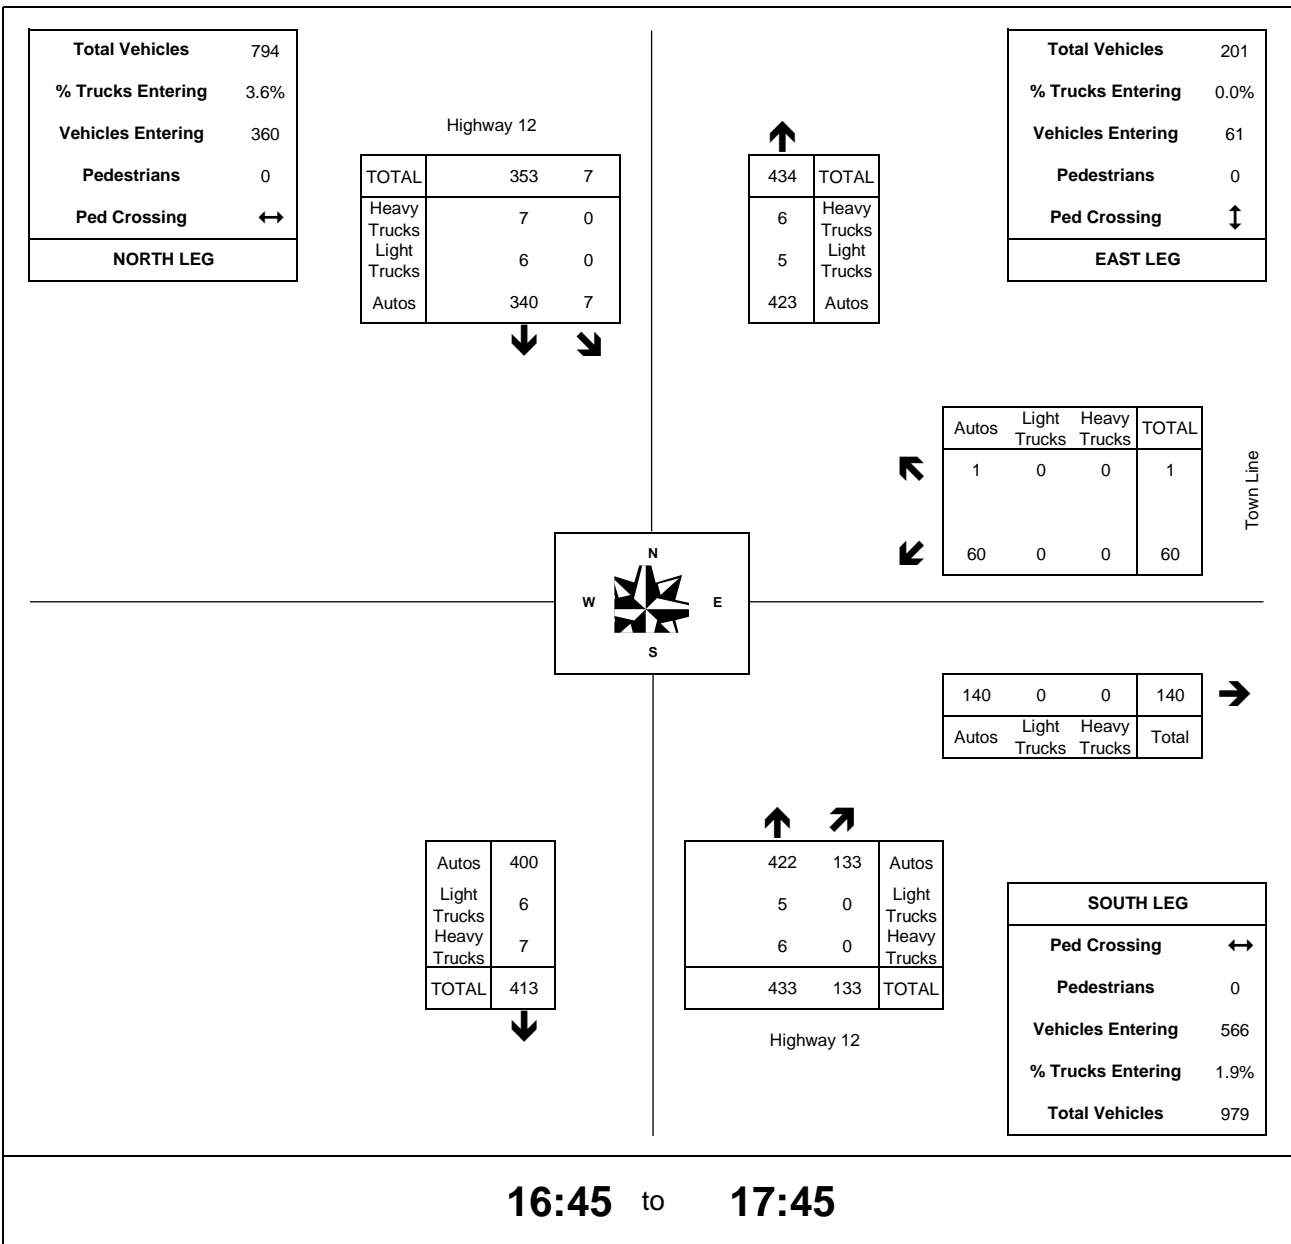 Total Vehicles 794
% Trucks Entering 3.6%
Vehicles Entering 360
Pedestrians 0
Ped Crossing ↔
NORTH LEG
Highway 12
TOTAL 353 7
Heavy
Trucks 7 0
Light
Trucks 6 0
Autos 340 7
434 TOTAL
6 Heavy
Trucks
5 Light
Trucks
423 Autos
Total Vehicles 201
% Trucks Entering 0.0%
Vehicles Entering 61
Pedestrians 0
Ped Crossing ↕
EAST LEG
Autos Light Trucks Heavy Trucks TOTAL
1 0 0 1
60 0 0 60
Town Line
N
W E
S
140 0 0 140
Autos Light Trucks Heavy Trucks Total
Autos 400
Light
Trucks 6
Heavy
Trucks 7
TOTAL 413
422 133 Autos
5 0 Light
Trucks
6 0 Heavy
Trucks
433 133 TOTAL
Highway 12
SOUTH LEG
Ped Crossing ↔
Pedestrians 0
Vehicles Entering 566
% Trucks Entering 1.9%
Total Vehicles 979
16:45 to 17:45